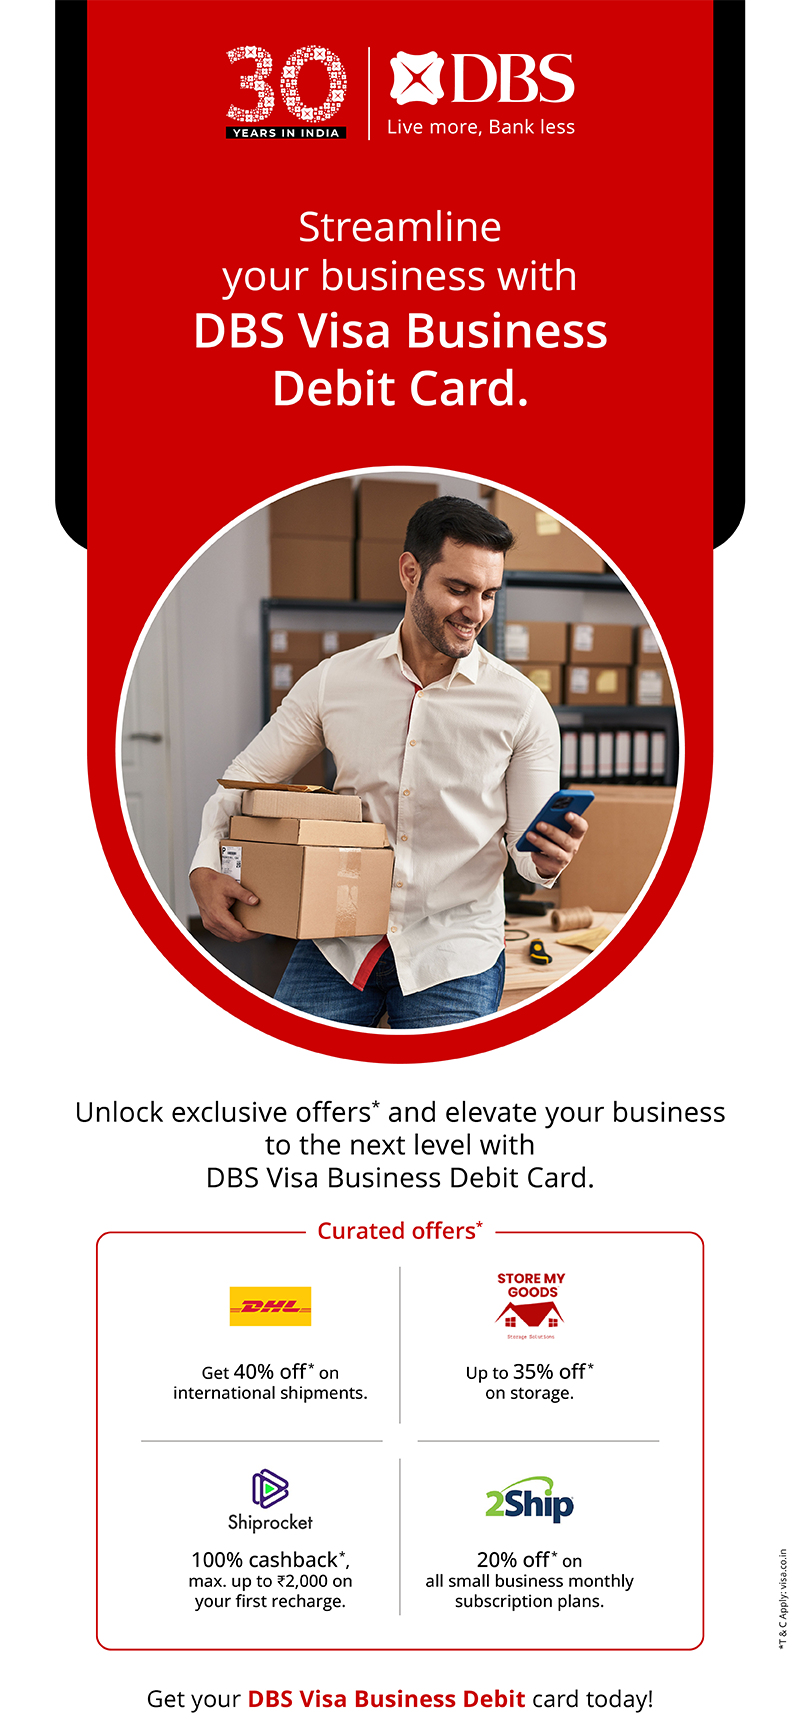 30
YEARS IN INDIA
DBS
Live more, Bank less
Streamline
your business with
DBS Visa Business
Debit Card.
Unlock exclusive offers* and elevate your business
to the next level with
DBS Visa Business Debit Card.
Curated offers*
DHL
Get 40% off* on
international shipments.
STORE MY
GOODS
Storage Solutions
Up to 35% off*
on storage.
Shiprocket
100% cashback*,
max. up to ₹2,000 on
your first recharge.
2Ship
20% off* on
all small business monthly
subscription plans.
*T & C Apply: visa.co.in
Get your DBS Visa Business Debit card today!